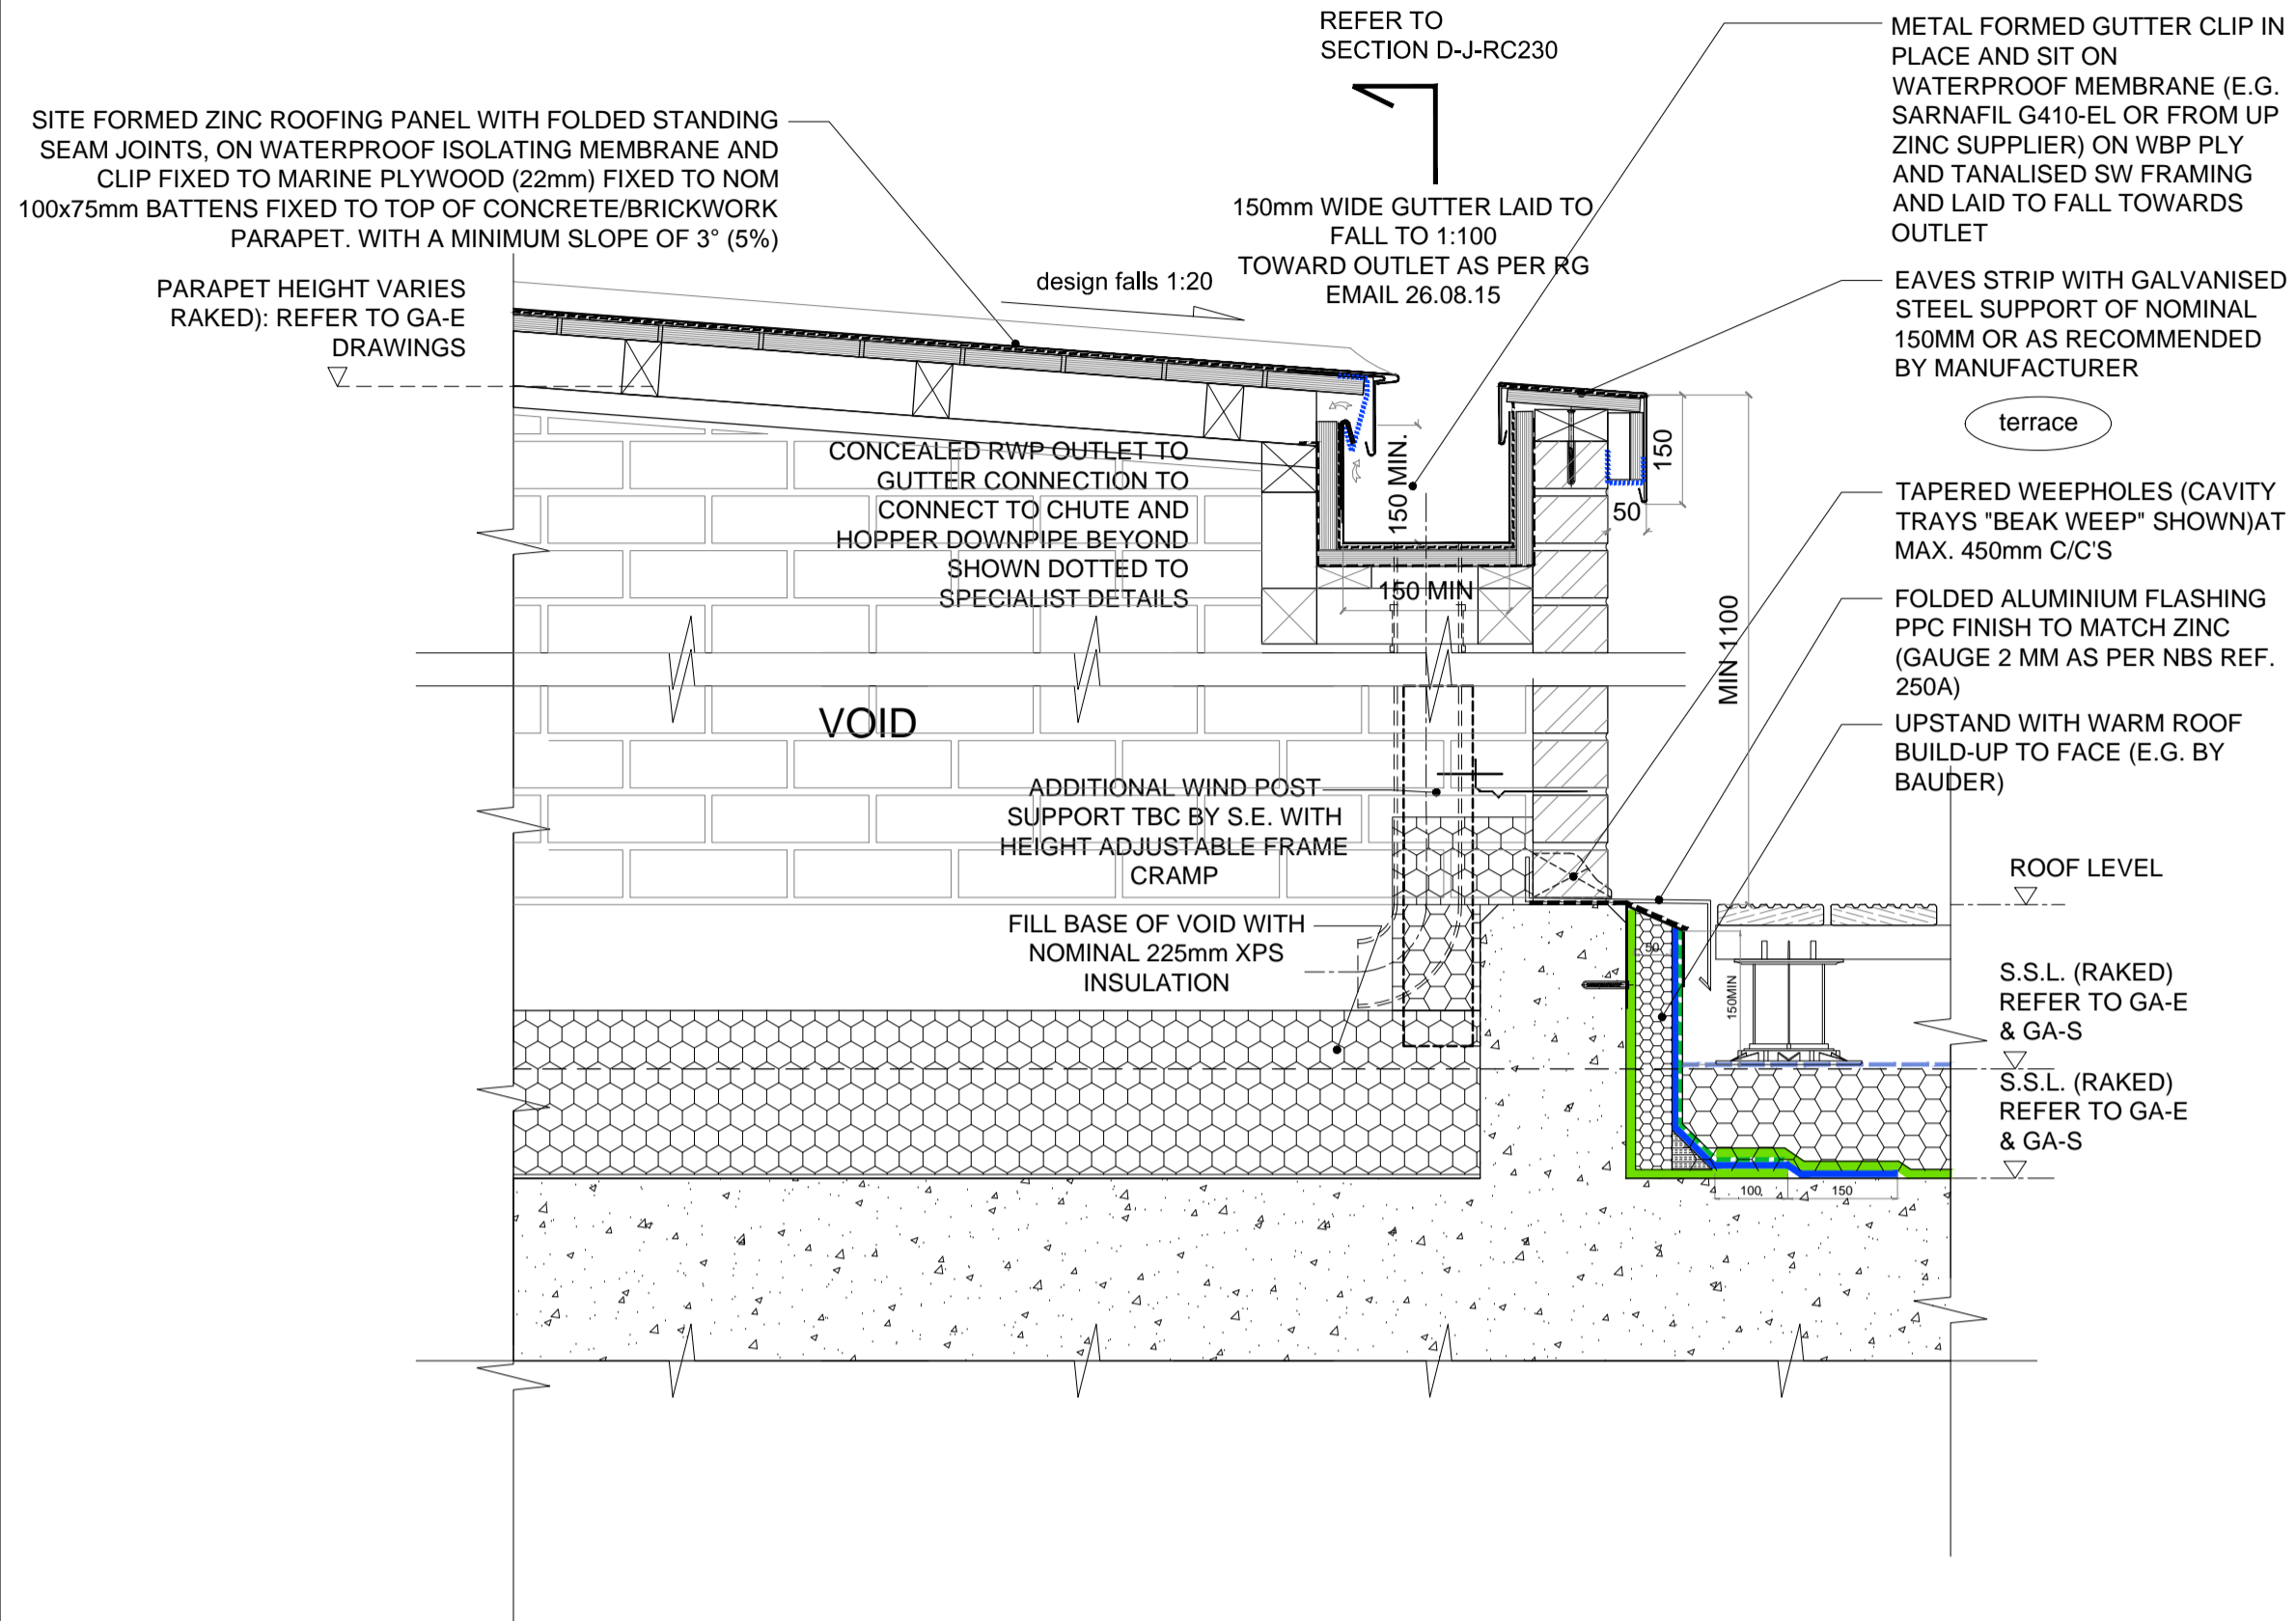 REFER TO
SECTION D-J-RC230
METAL FORMED GUTTER CLIP IN
PLACE AND SIT ON
WATERPROOF MEMBRANE (E.G.
SARNAFIL G410-EL OR FROM UP
ZINC SUPPLIER) ON WBP PLY
AND TANALISED SW FRAMING
AND LAID TO FALL TOWARDS
OUTLET
SITE FORMED ZINC ROOFING PANEL WITH FOLDED STANDING
SEAM JOINTS, ON WATERPROOF ISOLATING MEMBRANE AND
CLIP FIXED TO MARINE PLYWOOD (22mm) FIXED TO NOM
100x75mm BATTENS FIXED TO TOP OF CONCRETE/BRICKWORK
PARAPET. WITH A MINIMUM SLOPE OF 3° (5%)
150mm WIDE GUTTER LAID TO
FALL TO 1:100
TOWARD OUTLET AS PER RG
EMAIL 26.08.15
design falls 1:20
PARAPET HEIGHT VARIES
RAKED): REFER TO GA-E
DRAWINGS
EAVES STRIP WITH GALVANISED
STEEL SUPPORT OF NOMINAL
150MM OR AS RECOMMENDED
BY MANUFACTURER
terrace
CONCEALED RWP OUTLET TO
GUTTER CONNECTION TO
CONNECT TO CHUTE AND
HOPPER DOWNPIPE BEYOND
SHOWN DOTTED TO
SPECIALIST DETAILS
150 MIN.
150 MIN
150
50
MIN 1100
TAPERED WEEPHOLES (CAVITY
TRAYS "BEAK WEEP" SHOWN)AT
MAX. 450mm C/C'S
FOLDED ALUMINIUM FLASHING
PPC FINISH TO MATCH ZINC
(GAUGE 2 MM AS PER NBS REF.
250A)
UPSTAND WITH WARM ROOF
BUILD-UP TO FACE (E.G. BY
BAUDER)
VOID
ADDITIONAL WIND POST
SUPPORT TBC BY S.E. WITH
HEIGHT ADJUSTABLE FRAME
CRAMP
ROOF LEVEL
FILL BASE OF VOID WITH
NOMINAL 225mm XPS
INSULATION
50
150MIN
S.S.L. (RAKED)
REFER TO GA-E
& GA-S
S.S.L. (RAKED)
REFER TO GA-E
& GA-S
100
150